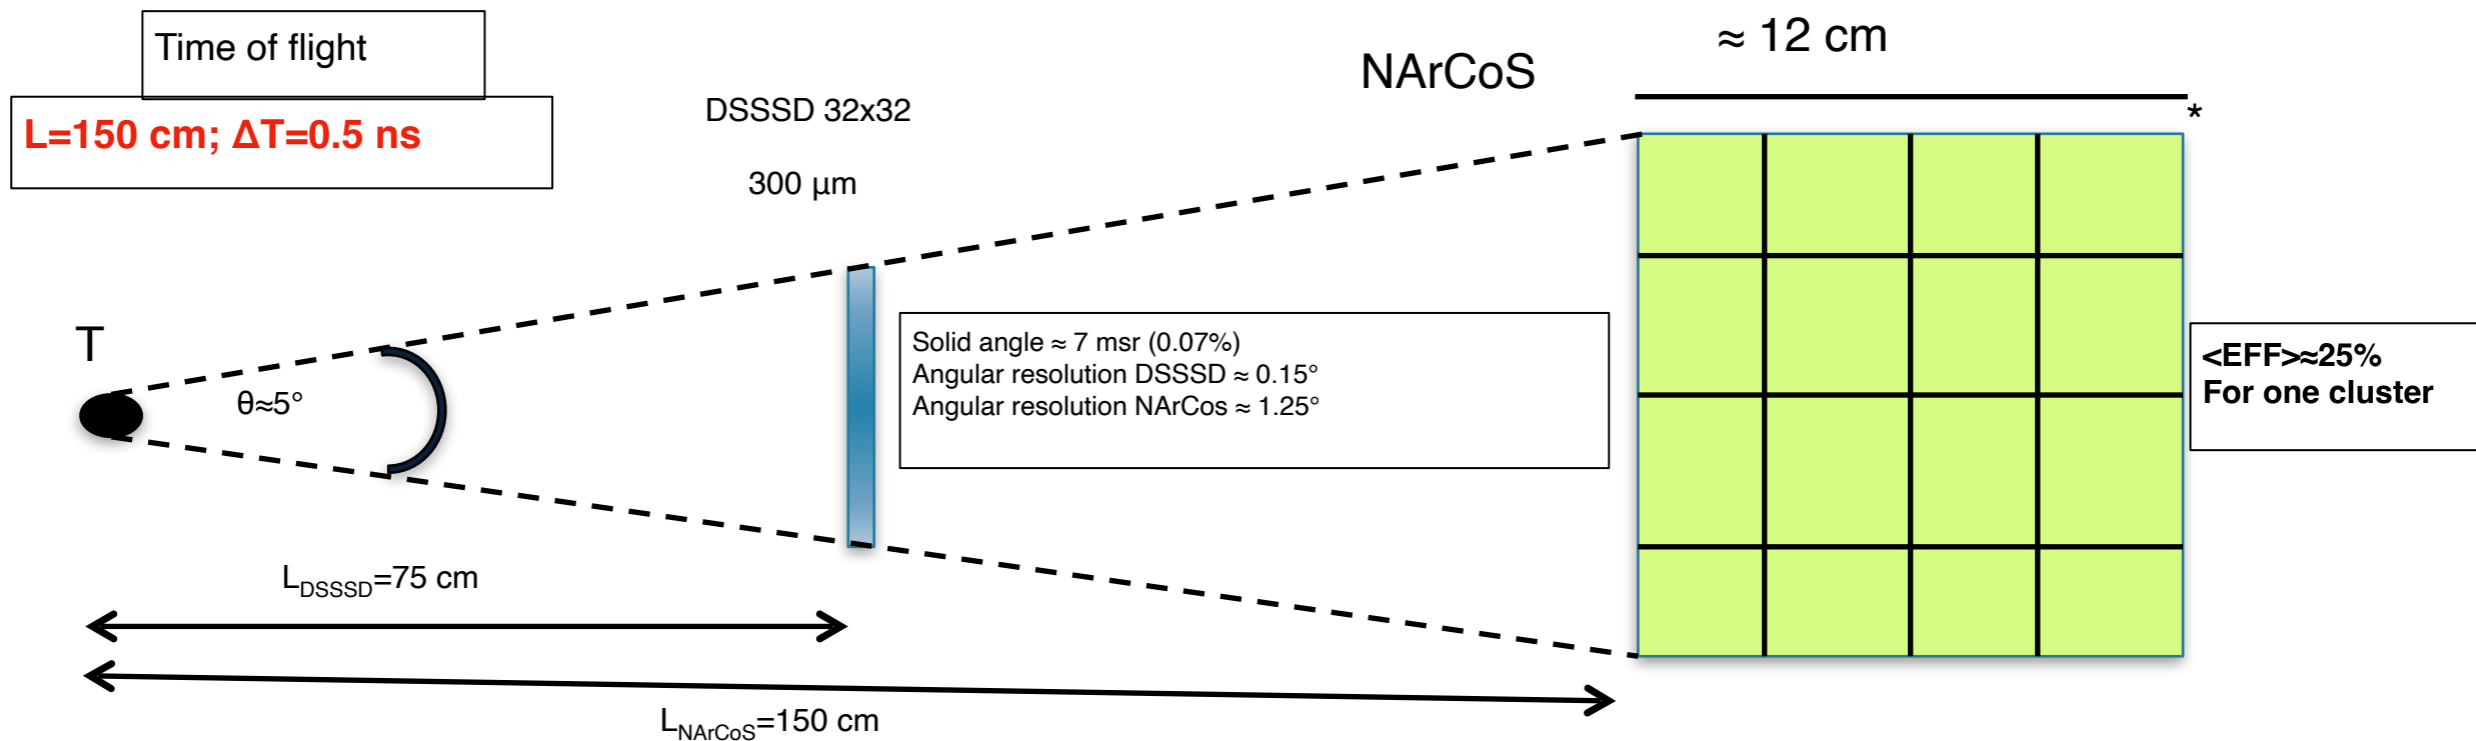 Time of flight
L=150 cm; ΔT=0.5 ns
DSSSD 32x32
300 µm
NArCoS
≈ 12 cm
*
T
θ≈5°
Solid angle ≈ 7 msr (0.07%)
Angular resolution DSSSD ≈ 0.15°
Angular resolution NArCos ≈ 1.25°
<EFF>≈25%
For one cluster
LDSSSD=75 cm
LNArCoS=150 cm